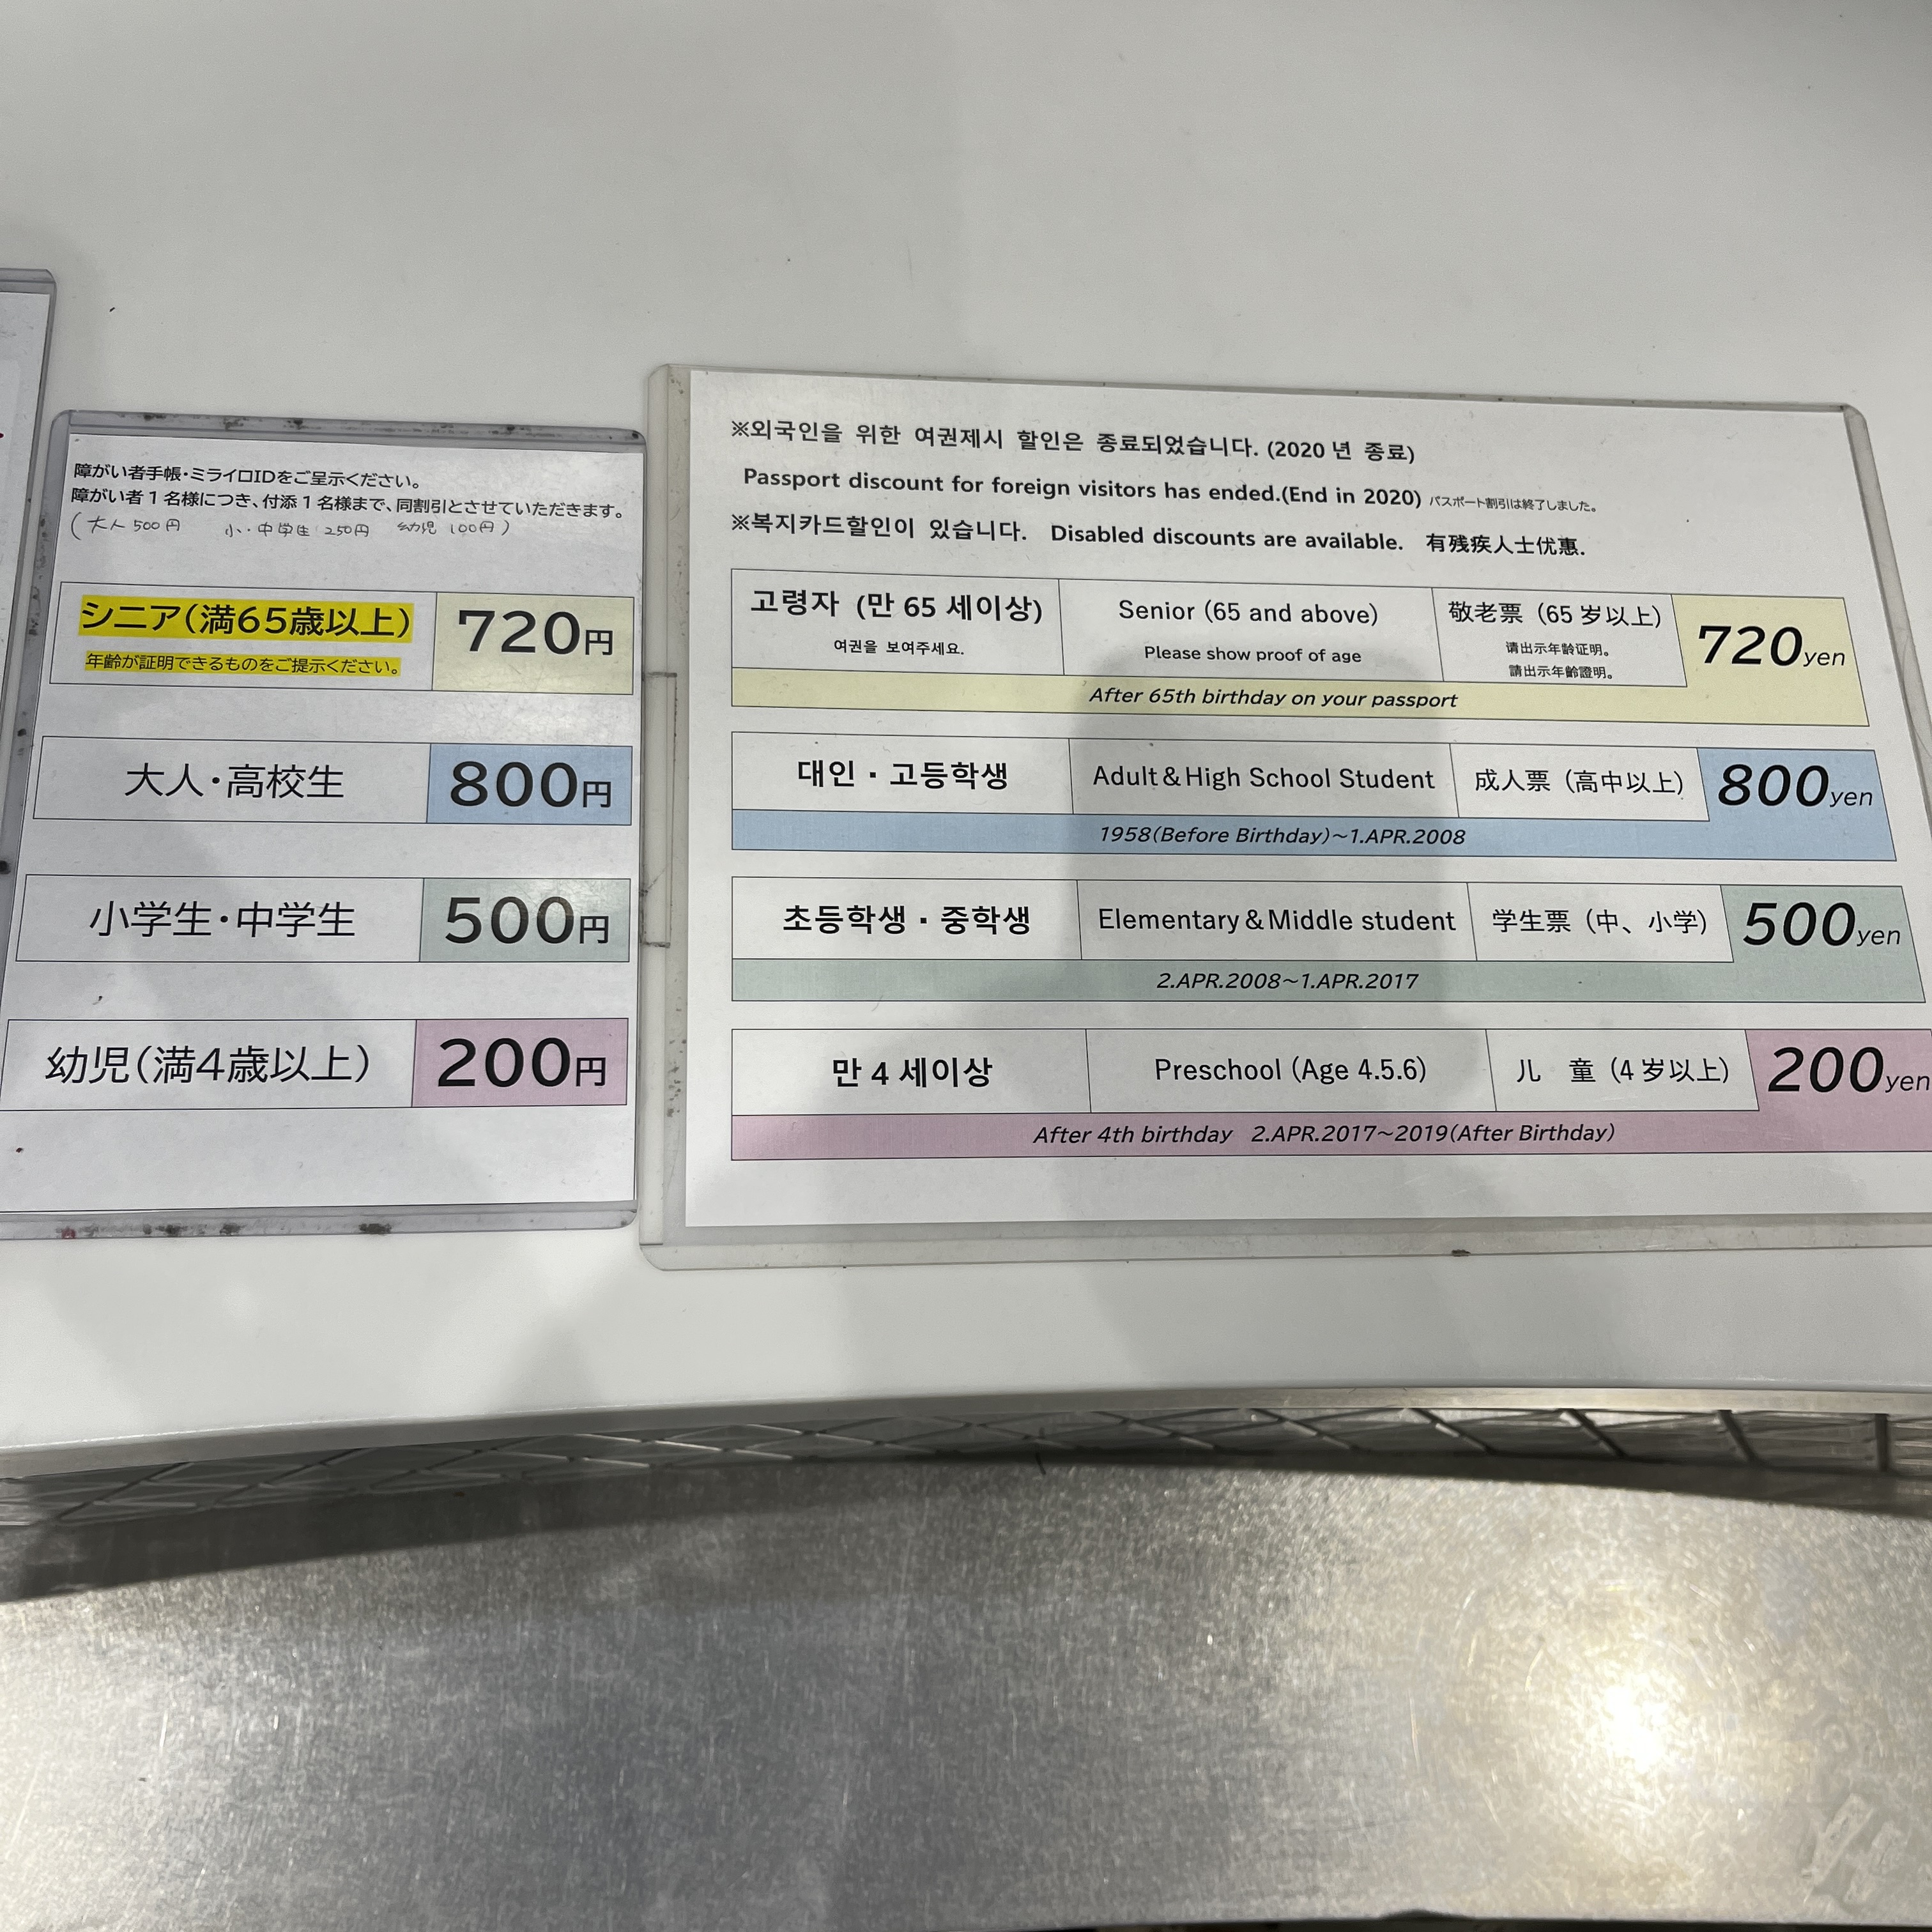 障がい者手帳・ミライロIDをご呈示ください。
障がい者1名様につき、付添1名様まで、同割引とさせていただきます。
(大人500円 小・中学生250円 幼児100円)
シニア(満65歳以上) 720円
年齢が証明できるものをご提示ください。
大人・高校生 800円
小学生・中学生 500円
幼児(満4歳以上) 200円
※외국인을 위한 여권제시 할인은 종료되었습니다. (2020 년 종료)
Passport discount for foreign visitors has ended.(End in 2020) パスポート割引は終了しました。
※복지카드할인이 있습니다. Disabled discounts are available. 有残疾人士优惠.
고령자 (만 65 세이상) Senior (65 and above) 敬老票 (65 岁以上) 720yen
여권을 보여주세요. Please show proof of age 请出示年龄证明。
請出示年齡證明。
After 65th birthday on your passport
대인・고등학생 Adult&High School Student 成人票 (高中以上) 800yen
1958(Before Birthday)~1.APR.2008
초등학생・중학생 Elementary&Middle student 学生票 (中、小学) 500yen
2.APR.2008~1.APR.2017
만 4 세이상 Preschool (Age 4.5.6) 儿 童 (4 岁以上) 200yen
After 4th birthday 2.APR.2017~2019(After Birthday)